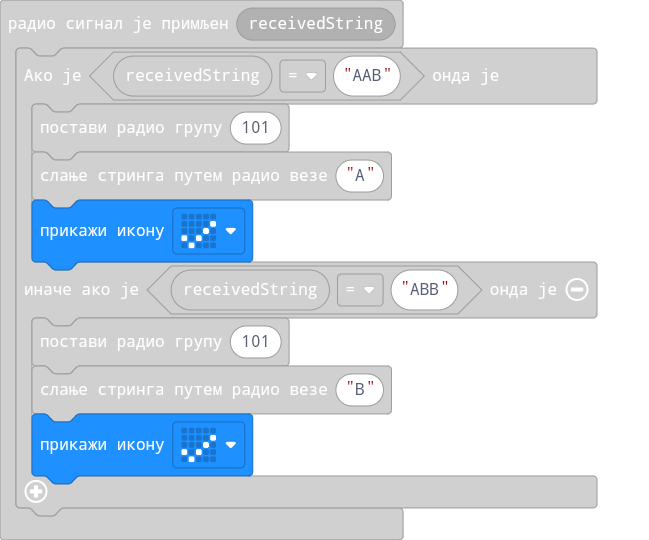 радио сигнал је примљен receivedString
Ако је receivedString = "AAB" онда је
постави радио групу 101
слање стринга путем радио везе "A"
прикажи икону
иначе ако је receivedString = "ABB" онда је
постави радио групу 101
слање стринга путем радио везе "B"
прикажи икону